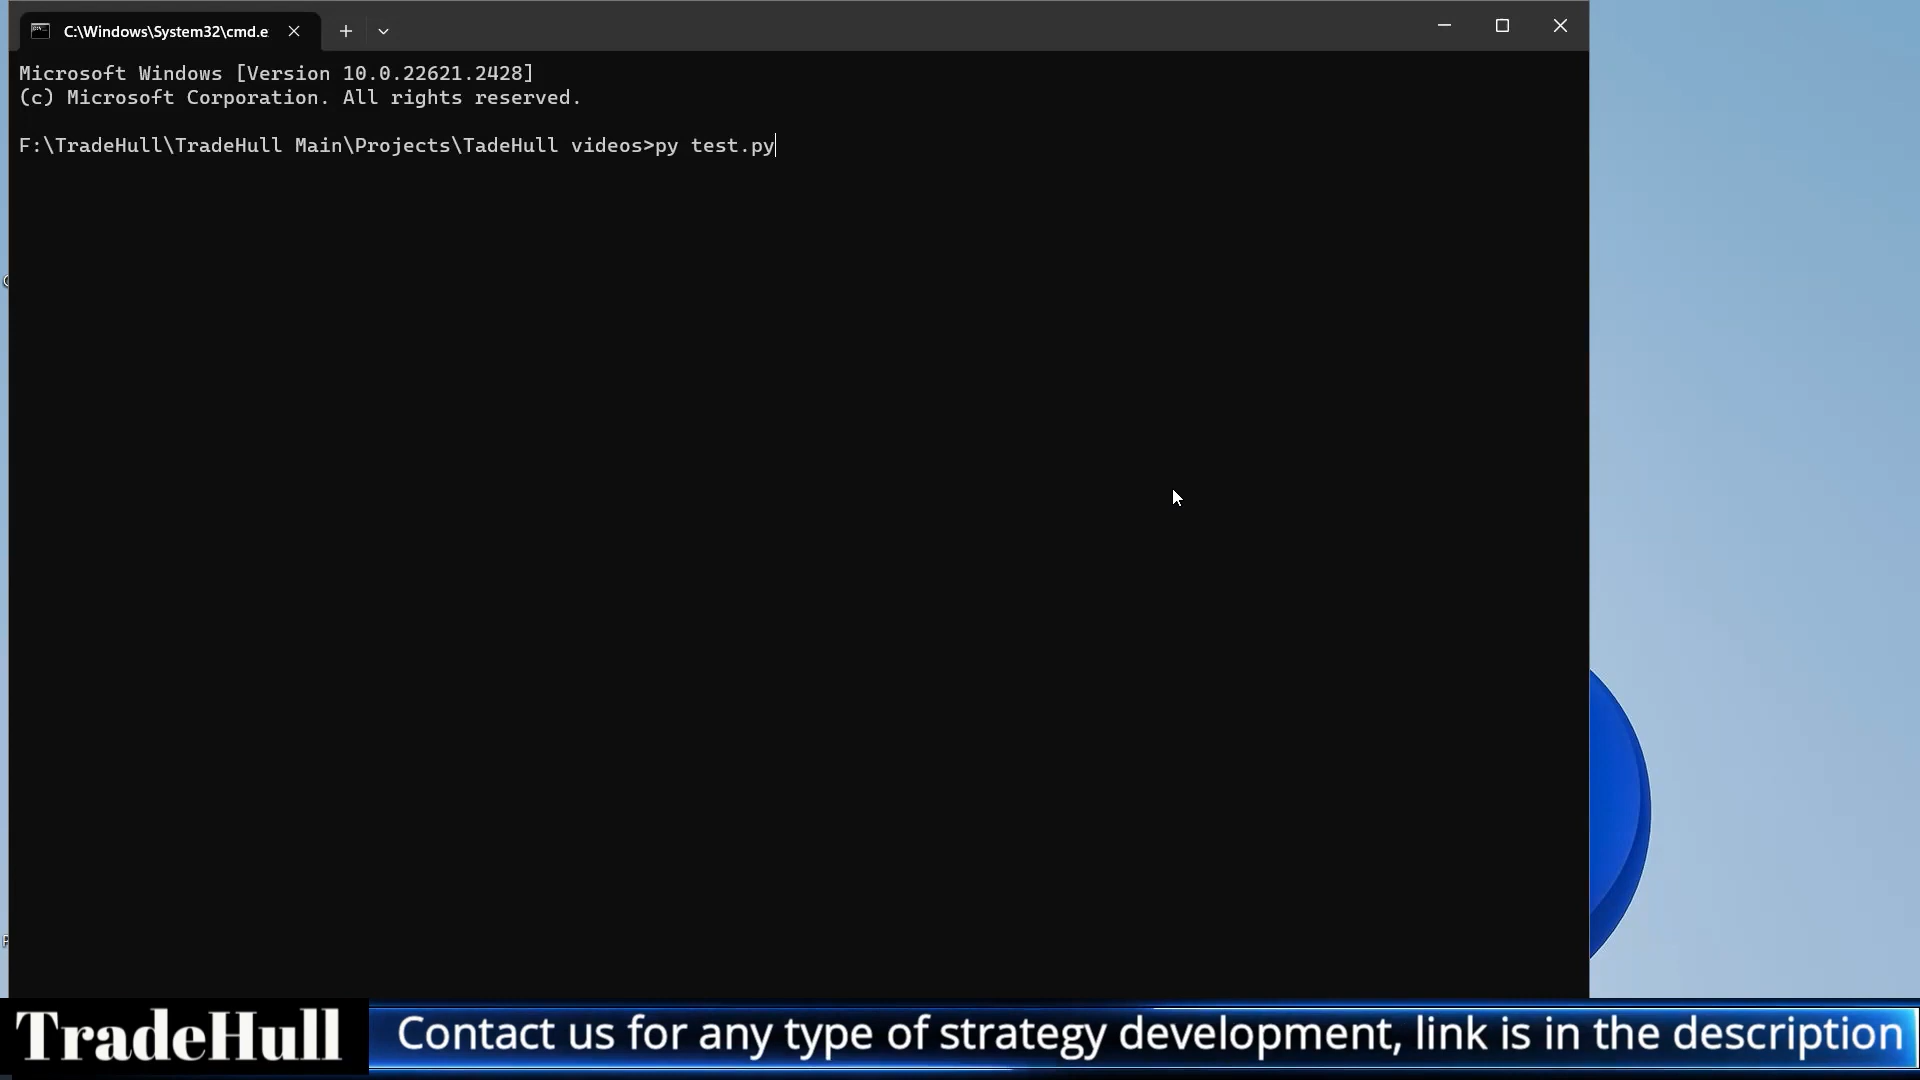 C:\Windows\System32\cmd.e
Microsoft Windows [Version 10.0.22621.2428]
(c) Microsoft Corporation. All rights reserved.
F:\TradeHull\TradeHull Main\Projects\TadeHull videos>py test.py
TradeHull
Contact us for any type of strategy development, link is in the description